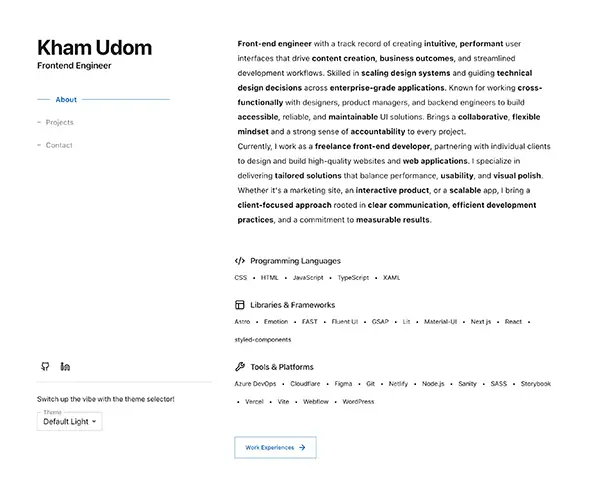 Kham Udom
Frontend Engineer
About
Projects
Contact
Switch up the vibe with the theme selector!
Theme
Default Light
Front-end engineer with a track record of creating intuitive, performant user
interfaces that drive content creation, business outcomes, and streamlined
development workflows. Skilled in scaling design systems and guiding technical
design decisions across enterprise-grade applications. Known for working cross-
functionally with designers, product managers, and backend engineers to build
accessible, reliable, and maintainable UI solutions. Brings a collaborative, flexible
mindset and a strong sense of accountability to every project.
Currently, I work as a freelance front-end developer, partnering with individual clients
to design and build high-quality websites and web applications. I specialize in
delivering tailored solutions that balance performance, usability, and visual polish.
Whether it's a marketing site, an interactive product, or a scalable app, I bring a
client-focused approach rooted in clear communication, efficient development
practices, and a commitment to measurable results.
Programming Languages
CSS • HTML • JavaScript • TypeScript • XAML
Libraries & Frameworks
Astro • Emotion • FAST • Fluent UI • GSAP • Lit • Material-UI • Next.js • React •
styled-components
Tools & Platforms
Azure DevOps • Cloudflare • Figma • Git • Netlify • Node.js • Sanity • SASS • Storybook
• Vercel • Vite • Webflow • WordPress
Work Experiences →